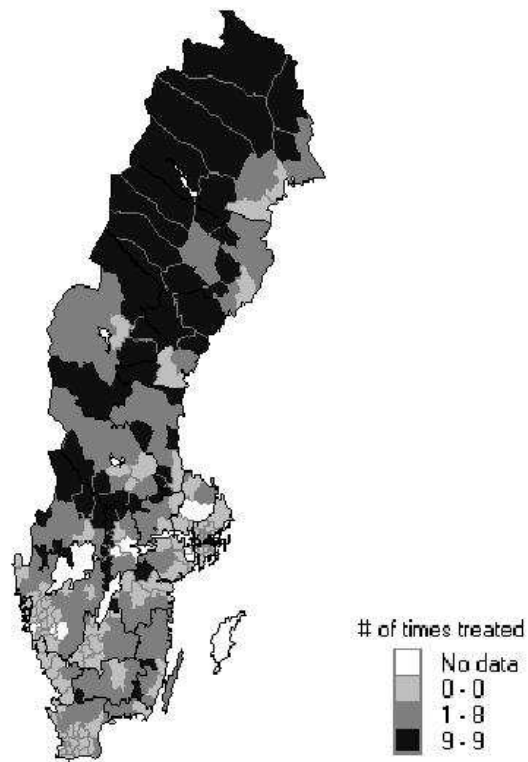 # of times treated
No data
0 - 0
1 - 8
9 - 9